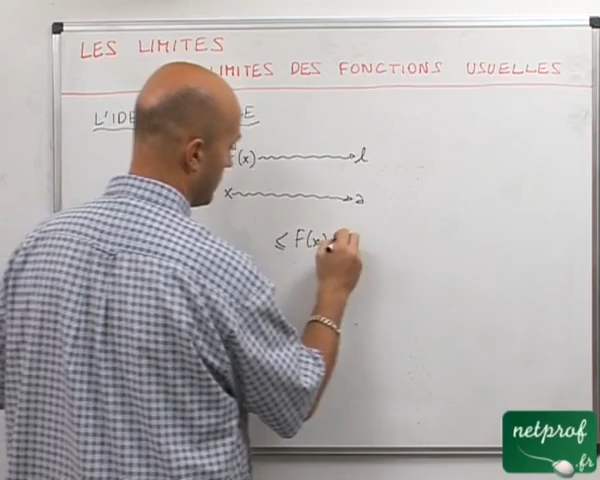 LES LIMITES
LIMITES DES FONCTIONS USUELLES
L'IDE
F(x) → l
x → a
≤ F(x)
netprof
.fr